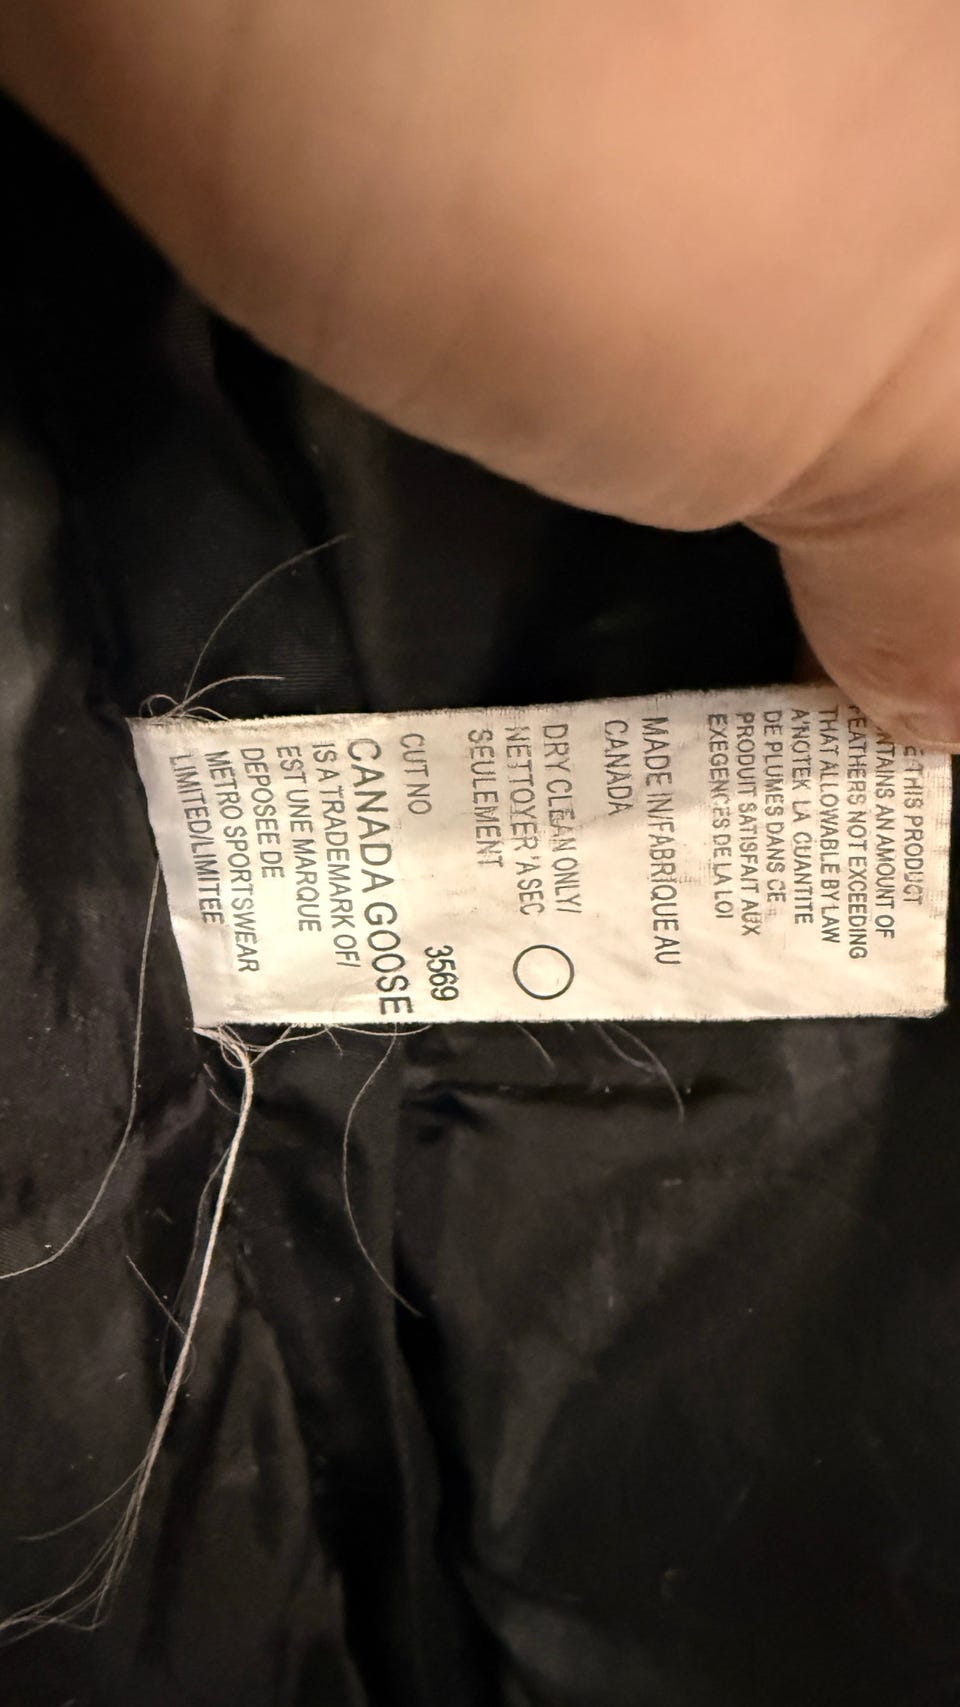 THIS PRODUCT
CONTAINS AN AMOUNT OF
FEATHERS NOT EXCEEDING
THAT ALLOWABLE BY LAW
A'NOTEK LA CUANTITE
DE PLUMES DANS CE
PRODUIT SATISFAIT AUX
EXEGENCES DE LA LOI
MADE IN/FABRIQUE AU
CANADA
DRY CLEAN ONLY/
NETTOYER 'A SEC
SEULEMENT
CUT NO 3569
CANADA GOOSE
IS A TRADEMARK OF/
EST UNE MARQUE
DEPOSEE DE
METRO SPORTSWEAR
LIMITED/LIMITEE